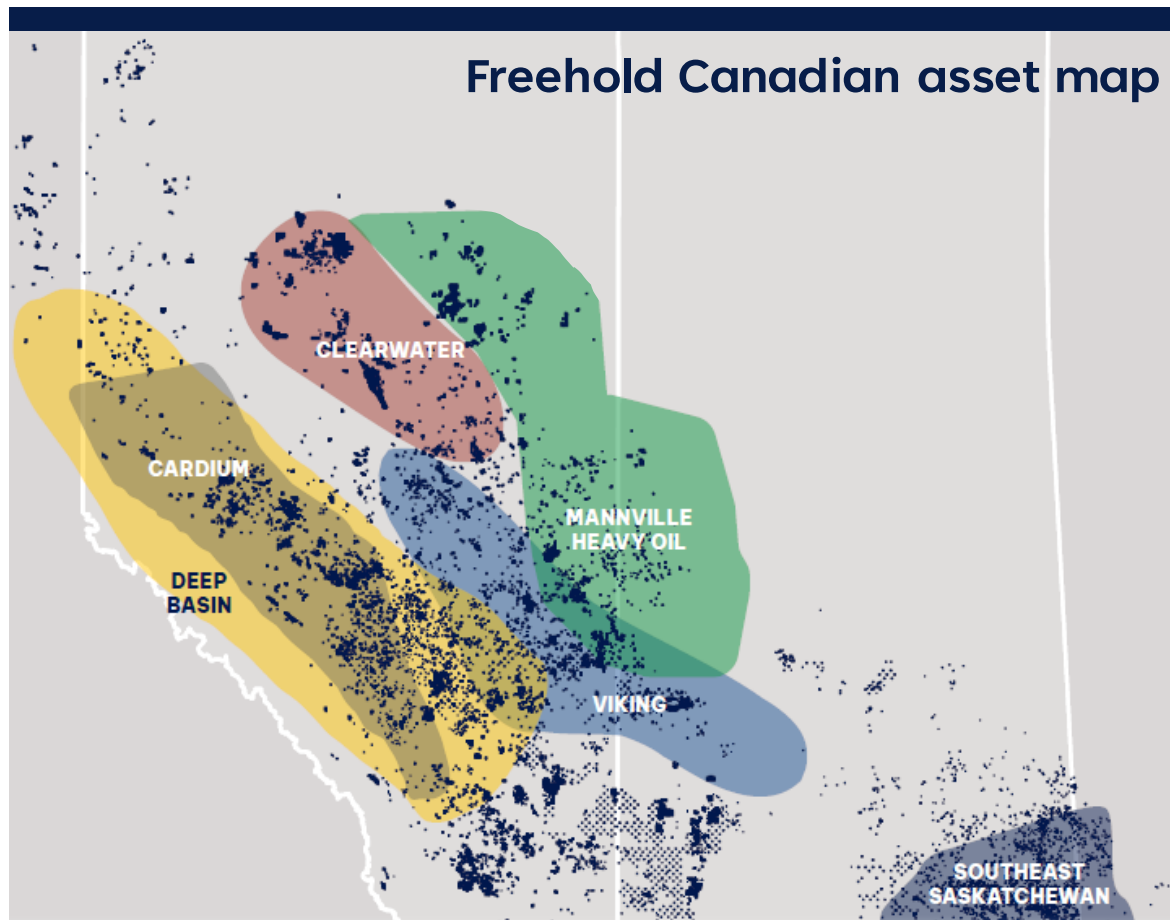 Freehold Canadian asset map
CLEARWATER
CARDIUM
MANNVILLE
HEAVY OIL
DEEP
BASIN
VIKING
SOUTHEAST
SASKATCHEWAN